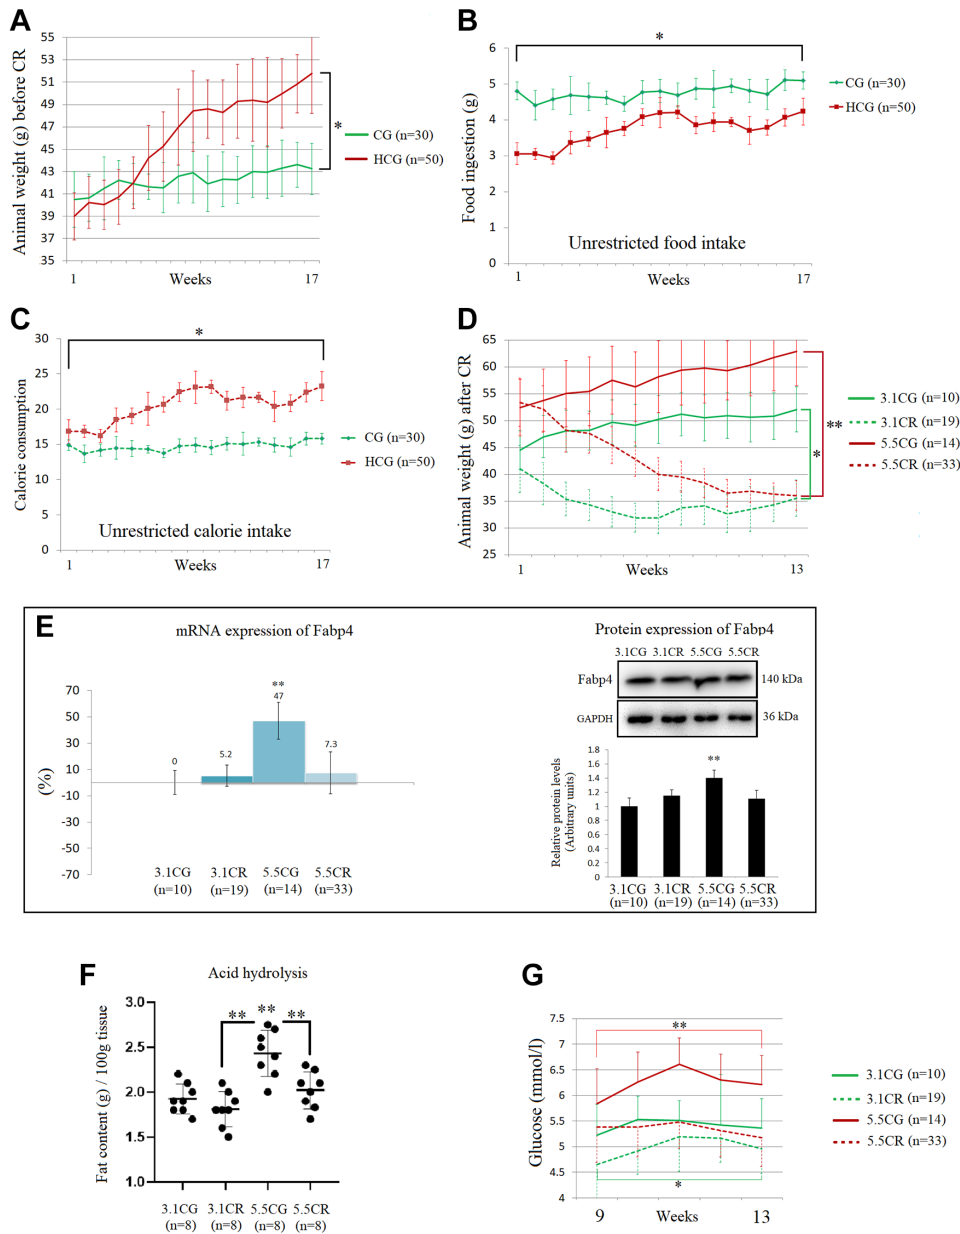 A
Animal weight (g) before CR
55
53
51
49
47
45
43
41
39
37
35
1
Weeks
17
*
CG (n=30)
HCG (n=50)
B
Food ingestion (g)
6
5
4
3
2
1
0
*
Unrestricted food intake
1
Weeks
17
CG (n=30)
HCG (n=50)
C
Calorie consumption
30
25
20
15
10
5
0
*
Unrestricted calorie intake
1
Weeks
17
CG (n=30)
HCG (n=50)
D
Animal weight (g) after CR
65
60
55
50
45
40
35
30
25
1
Weeks
13
*
**
3.1CG (n=10)
3.1CR (n=19)
5.5CG (n=14)
5.5CR (n=33)
E
mRNA expression of Fabp4
(%)
70
50
30
10
-10
-30
-50
-70
0
5.2
**
47
7.3
3.1CG 3.1CR 5.5CG 5.5CR
(n=10) (n=19) (n=14) (n=33)
Protein expression of Fabp4
3.1CG 3.1CR 5.5CG 5.5CR
Fabp4
140 kDa
GAPDH
36 kDa
Relative protein levels
(Arbitrary units)
1.8
1.6
1.4
1.2
1
0.8
0.6
0.4
0.2
0
**
3.1CG 3.1CR 5.5CG 5.5CR
(n=10) (n=19) (n=14) (n=33)
F
Acid hydrolysis
Fat content (g) / 100g tissue
3.0
2.5
2.0
1.5
1.0
** ** **
3.1CG 3.1CR 5.5CG 5.5CR
(n=8) (n=8) (n=8) (n=8)
G
Glucose (mmol/l)
7.5
7
6.5
6
5.5
5
4.5
4
**
*
9
Weeks
13
3.1CG (n=10)
3.1CR (n=19)
5.5CG (n=14)
5.5CR (n=33)